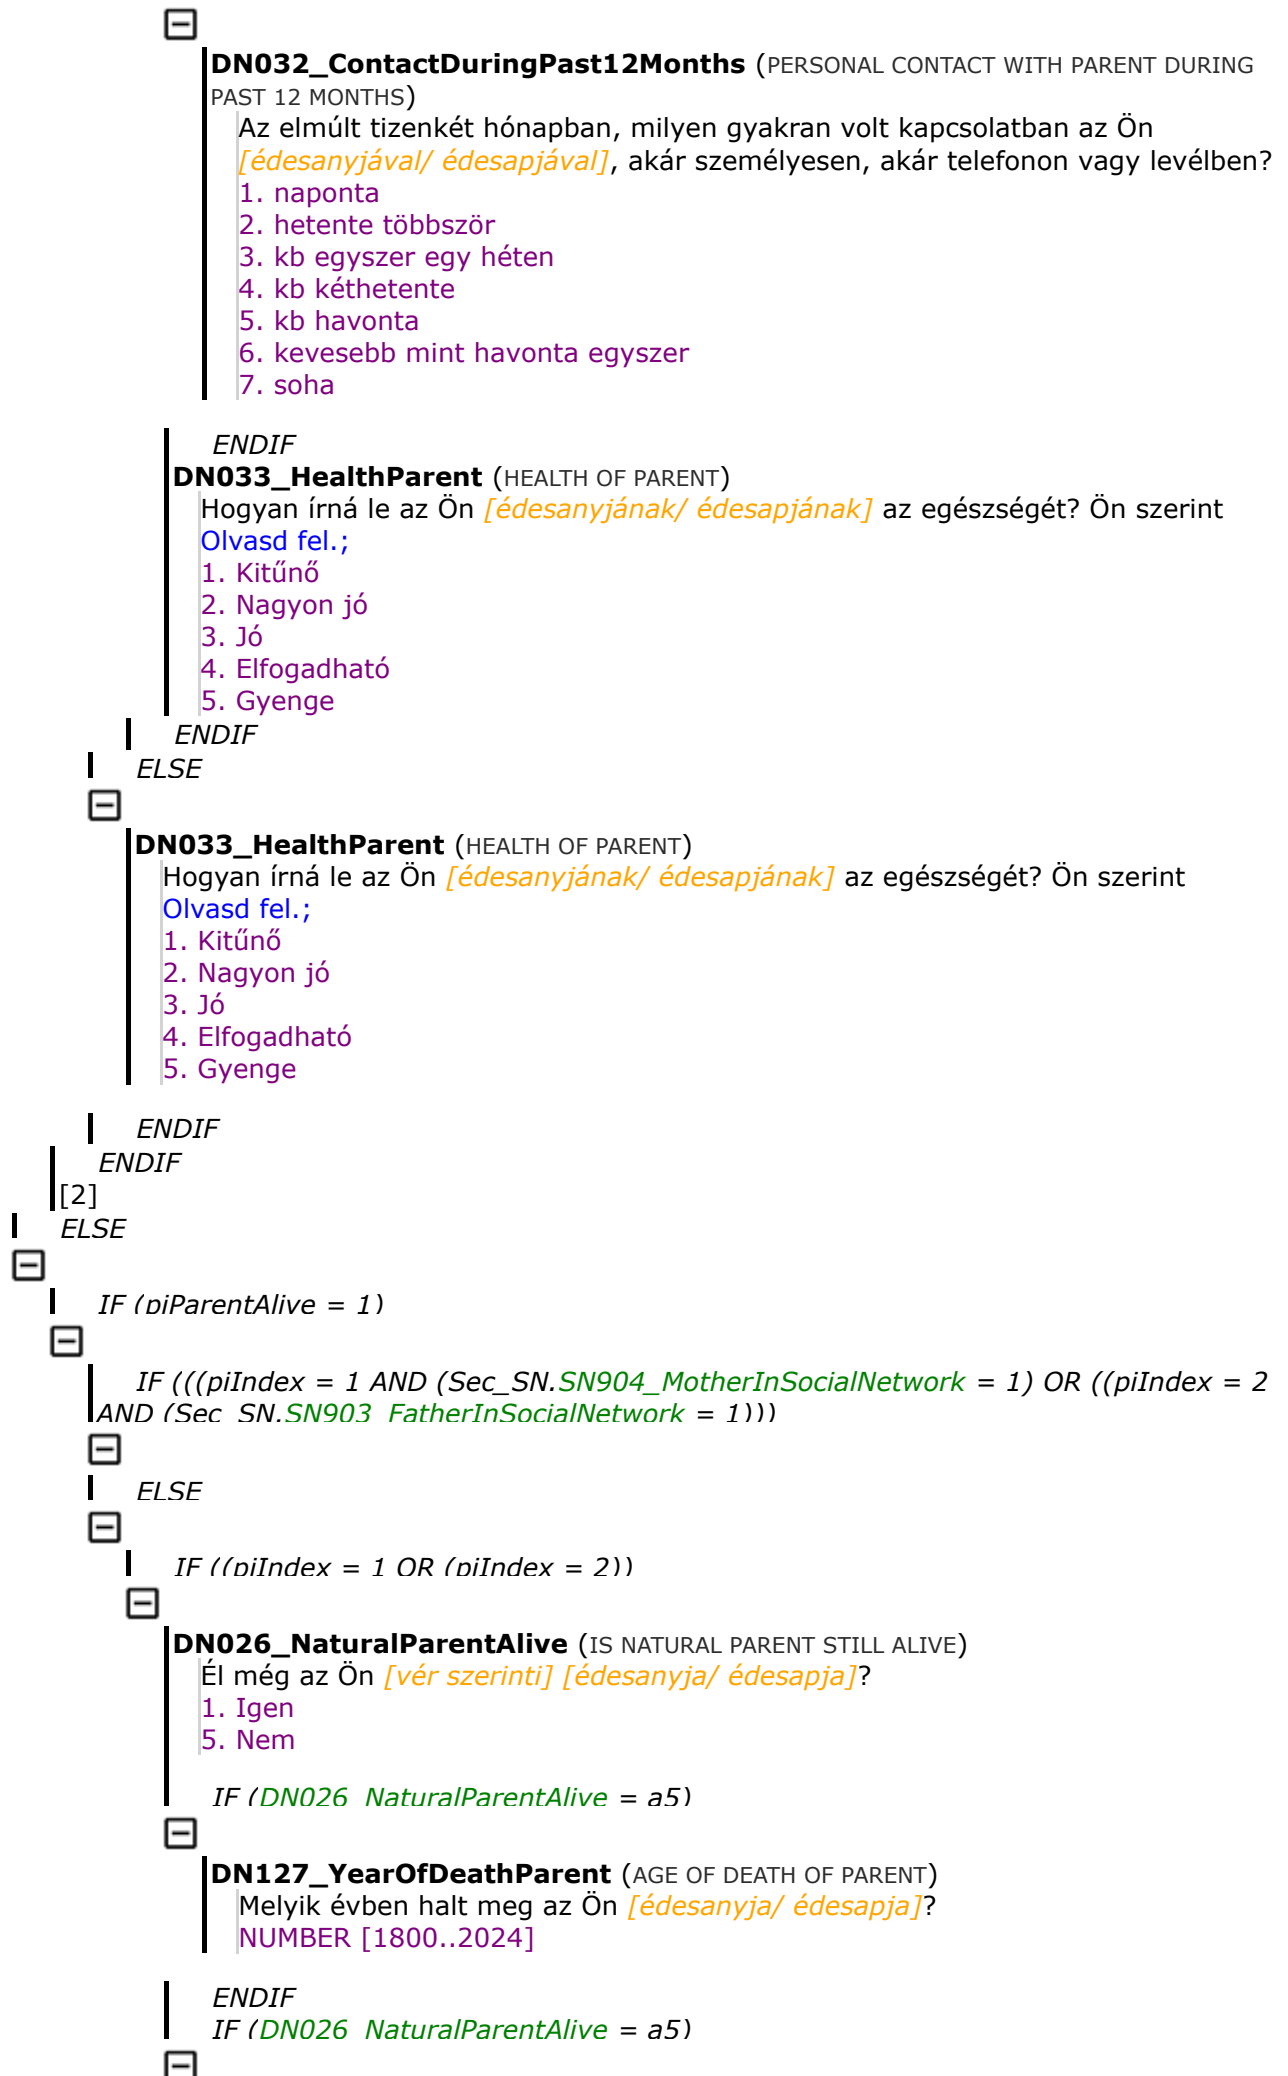 DN032_ContactDuringPast12Months (PERSONAL CONTACT WITH PARENT DURING
PAST 12 MONTHS)
Az elmúlt tizenkét hónapban, milyen gyakran volt kapcsolatban az Ön
[édesanyjával/ édesapjával], akár személyesen, akár telefonon vagy levélben?
1. naponta
2. hetente többször
3. kb egyszer egy héten
4. kb kéthetente
5. kb havonta
6. kevesebb mint havonta egyszer
7. soha
ENDIF
DN033_HealthParent (HEALTH OF PARENT)
Hogyan írná le az Ön [édesanyjának/ édesapjának] az egészségét? Ön szerint
Olvasd fel.;
1. Kitűnő
2. Nagyon jó
3. Jó
4. Elfogadható
5. Gyenge
ENDIF
ELSE
DN033_HealthParent (HEALTH OF PARENT)
Hogyan írná le az Ön [édesanyjának/ édesapjának] az egészségét? Ön szerint
Olvasd fel.;
1. Kitűnő
2. Nagyon jó
3. Jó
4. Elfogadható
5. Gyenge
ENDIF
ENDIF
[2]
ELSE
IF (piParentAlive = 1)
IF (((piIndex = 1 AND (Sec_SN.SN904_MotherInSocialNetwork = 1) OR ((piIndex = 2
AND (Sec_SN.SN903_FatherInSocialNetwork = 1)))
ELSE
IF ((piIndex = 1 OR (piIndex = 2))
DN026_NaturalParentAlive (IS NATURAL PARENT STILL ALIVE)
Él még az Ön [vér szerinti] [édesanyja/ édesapja]?
1. Igen
5. Nem
IF (DN026_NaturalParentAlive = a5)
DN127_YearOfDeathParent (AGE OF DEATH OF PARENT)
Melyik évben halt meg az Ön [édesanyja/ édesapja]?
NUMBER [1800..2024]
ENDIF
IF (DN026_NaturalParentAlive = a5)